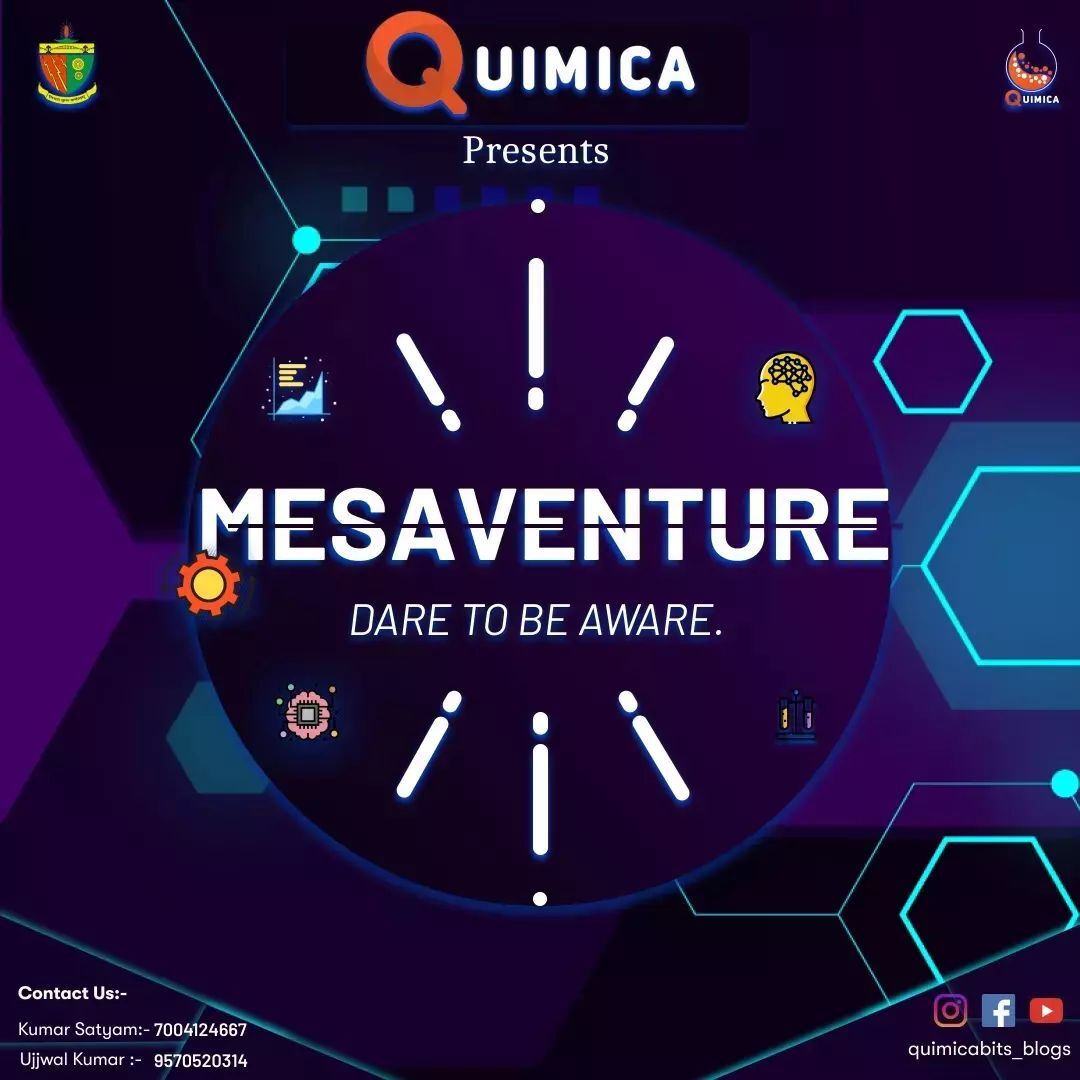 QUIMICA
QUIMICA
Presents
MESAVENTURE
DARE TO BE AWARE.
Contact Us:-
Kumar Satyam:- 7004124667
Ujjwal Kumar :- 9570520314
quimicabits_blogs